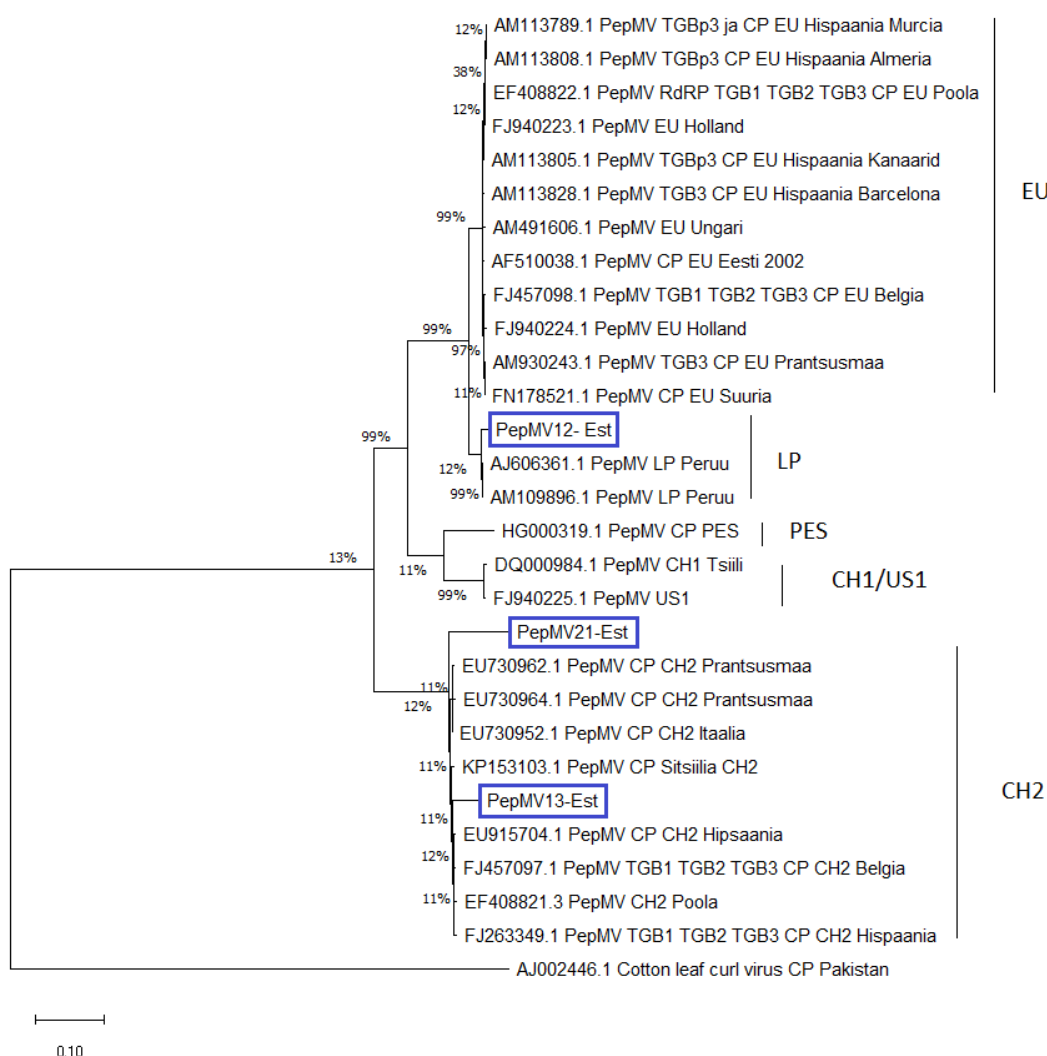 AM113789.1 PepMV TGBp3 ja CP EU Hispaania Murcia
12%
AM113808.1 PepMV TGBp3 CP EU Hispaania Almeria
38%
EF408822.1 PepMV RdRP TGB1 TGB2 TGB3 CP EU Poola
12%
FJ940223.1 PepMV EU Holland
AM113805.1 PepMV TGBp3 CP EU Hispaania Kanaarid
AM113828.1 PepMV TGB3 CP EU Hispaania Barcelona
EU
99%
AM491606.1 PepMV EU Ungari
AF510038.1 PepMV CP EU Eesti 2002
FJ457098.1 PepMV TGB1 TGB2 TGB3 CP EU Belgia
99%
FJ940224.1 PepMV EU Holland
97%
AM930243.1 PepMV TGB3 CP EU Prantsusmaa
11%
FN178521.1 PepMV CP EU Suuria
PepMV12- Est
99%
12%
AJ606361.1 PepMV LP Peruu
LP
99%
AM109896.1 PepMV LP Peruu
HG000319.1 PepMV CP PES
PES
13%
11%
DQ000984.1 PepMV CH1 Tsiili
CH1/US1
99%
FJ940225.1 PepMV US1
PepMV21-Est
EU730962.1 PepMV CP CH2 Prantsusmaa
11%
12%
EU730964.1 PepMV CP CH2 Prantsusmaa
EU730952.1 PepMV CP CH2 Itaalia
11%
KP153103.1 PepMV CP Sitsiilia CH2
PepMV13-Est
CH2
11%
EU915704.1 PepMV CP CH2 Hipsaania
12%
FJ457097.1 PepMV TGB1 TGB2 TGB3 CP CH2 Belgia
11%
EF408821.3 PepMV CH2 Poola
FJ263349.1 PepMV TGB1 TGB2 TGB3 CP CH2 Hispaania
AJ002446.1 Cotton leaf curl virus CP Pakistan
0.10